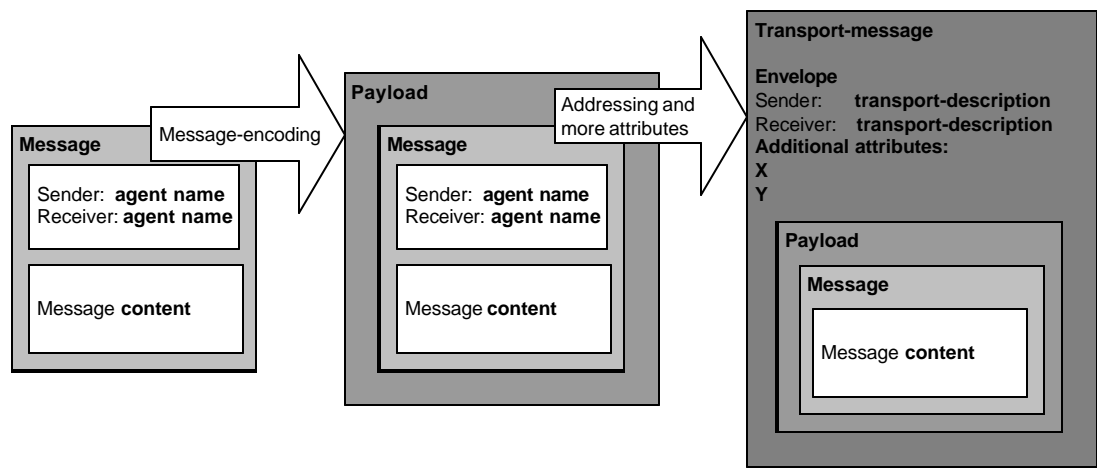 Message
Sender: agent name
Receiver: agent name
Message content
Message-encoding
Payload
Message
Sender: agent name
Receiver: agent name
Message content
Addressing and
more attributes
Transport-message
Envelope
Sender: transport-description
Receiver: transport-description
Additional attributes:
X
Y
Payload
Message
Message content